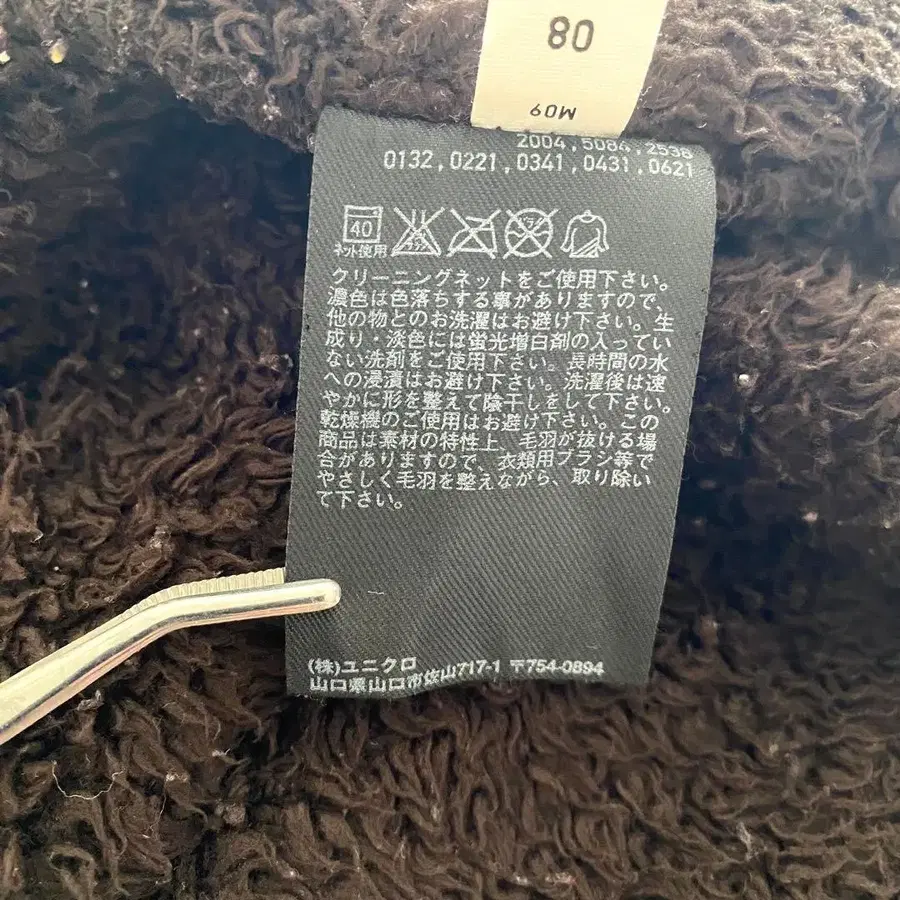 80
M09
2004,5084,2538
0132,0221,0341,0431,0621
40
ネット使用
クリーニングネットをご使用下さい。
濃色は色落ちする事がありますので、
他の物とのお洗濯はお避け下さい。生
成り・淡色には蛍光増白剤の入ってい
ない洗剤をご使用下さい。長時間の水
への浸漬はお避け下さい。洗濯後は速
やかに形を整えて陰干しをして下さい。
乾燥機のご使用はお避け下さい。この
商品は素材の特性上、毛羽が抜ける場
合がありますので、衣類用ブラシ等で
やさしく毛羽を整えながら、取り除い
て下さい。
(株)ユニクロ
山口県山口市佐山717-1 〒754-0894